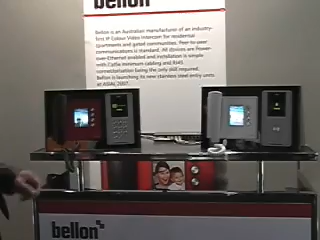 bellon
Bellon is an Australian manufacturer of an industry-
first IP Colour Video Intercom for residential
apartments and gated communities. Peer-to-peer
communications is standard. All devices are Power-
over-Ethernet enabled and installation is simple
with Cat5e minimum cabling and RJ45
connectorisation being the only skill required.
Bellon is launching its new stainless steel entry units
at ASIAL 2007
bellon